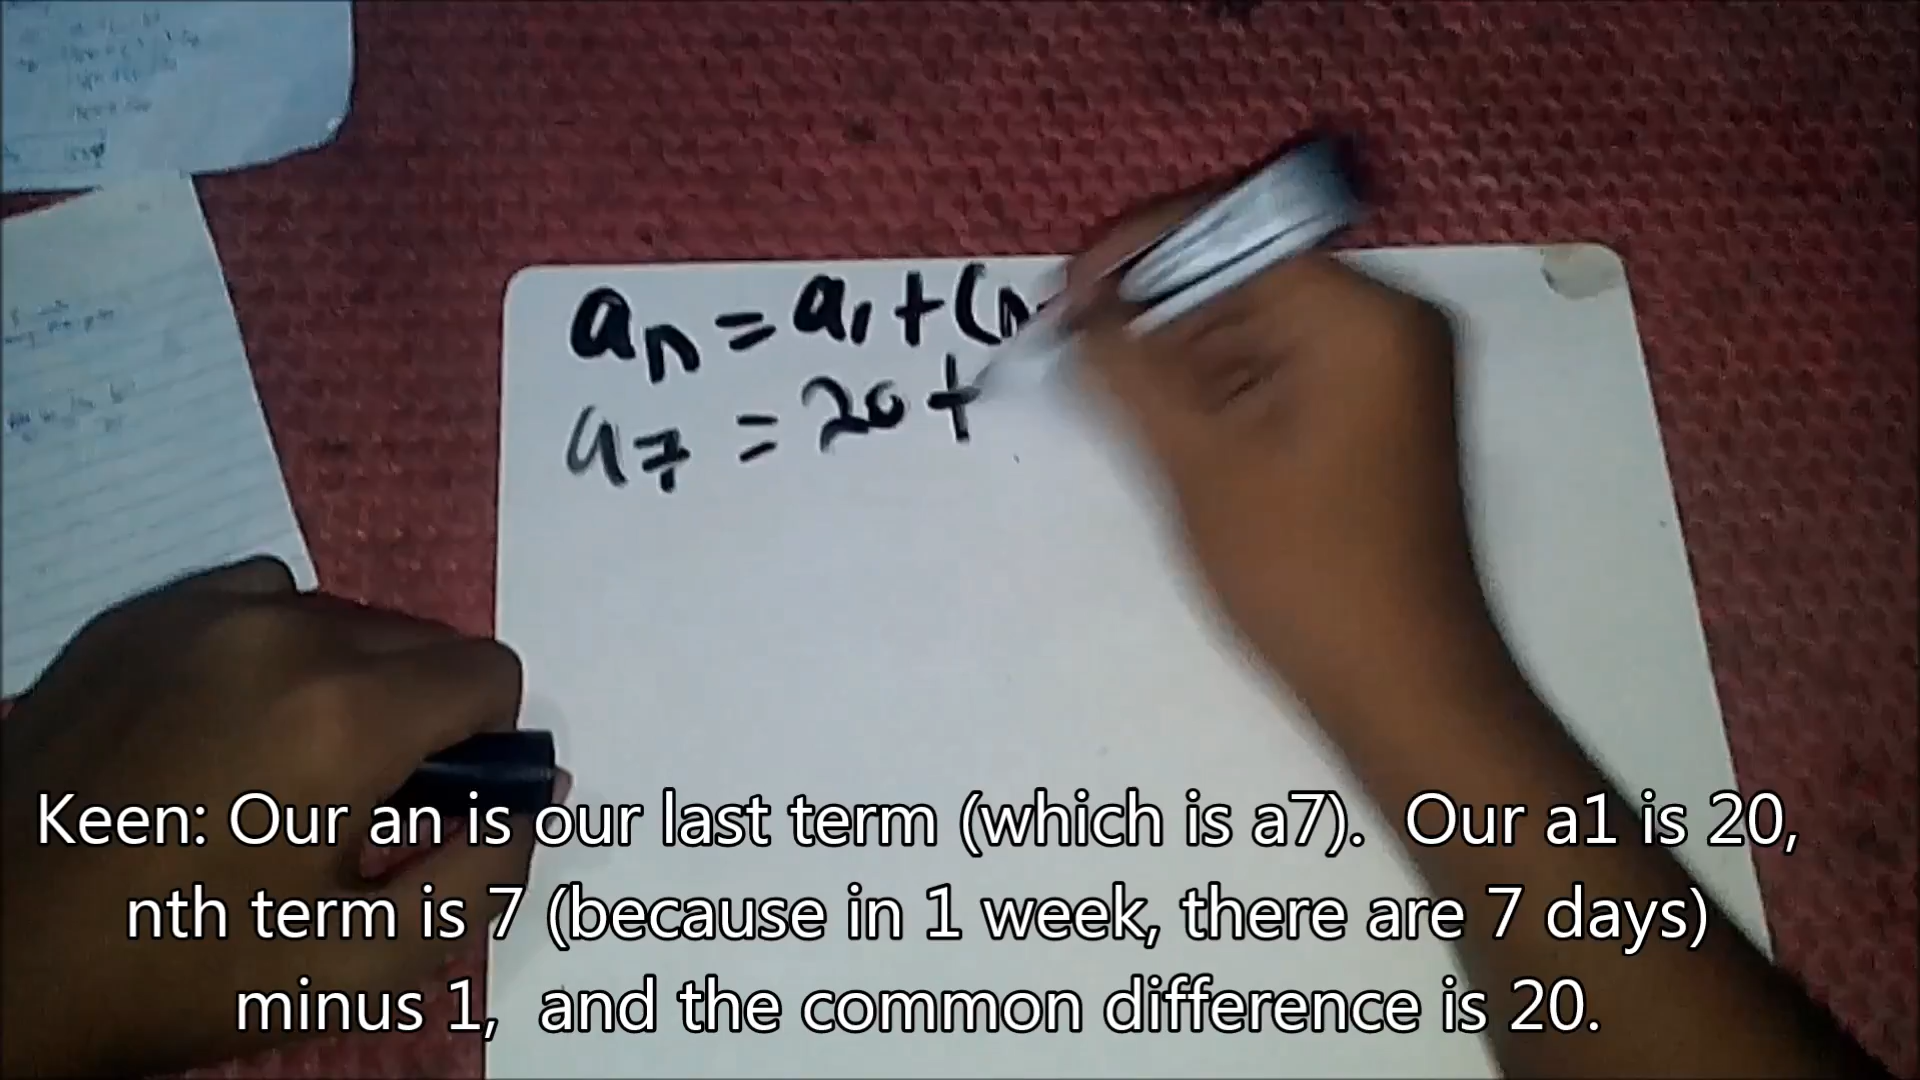 an = a1 + (n
a7 = 20 +
Keen: Our an is our last term (which is a7). Our a1 is 20,
nth term is 7 (because in 1 week, there are 7 days)
minus 1, and the common difference is 20.